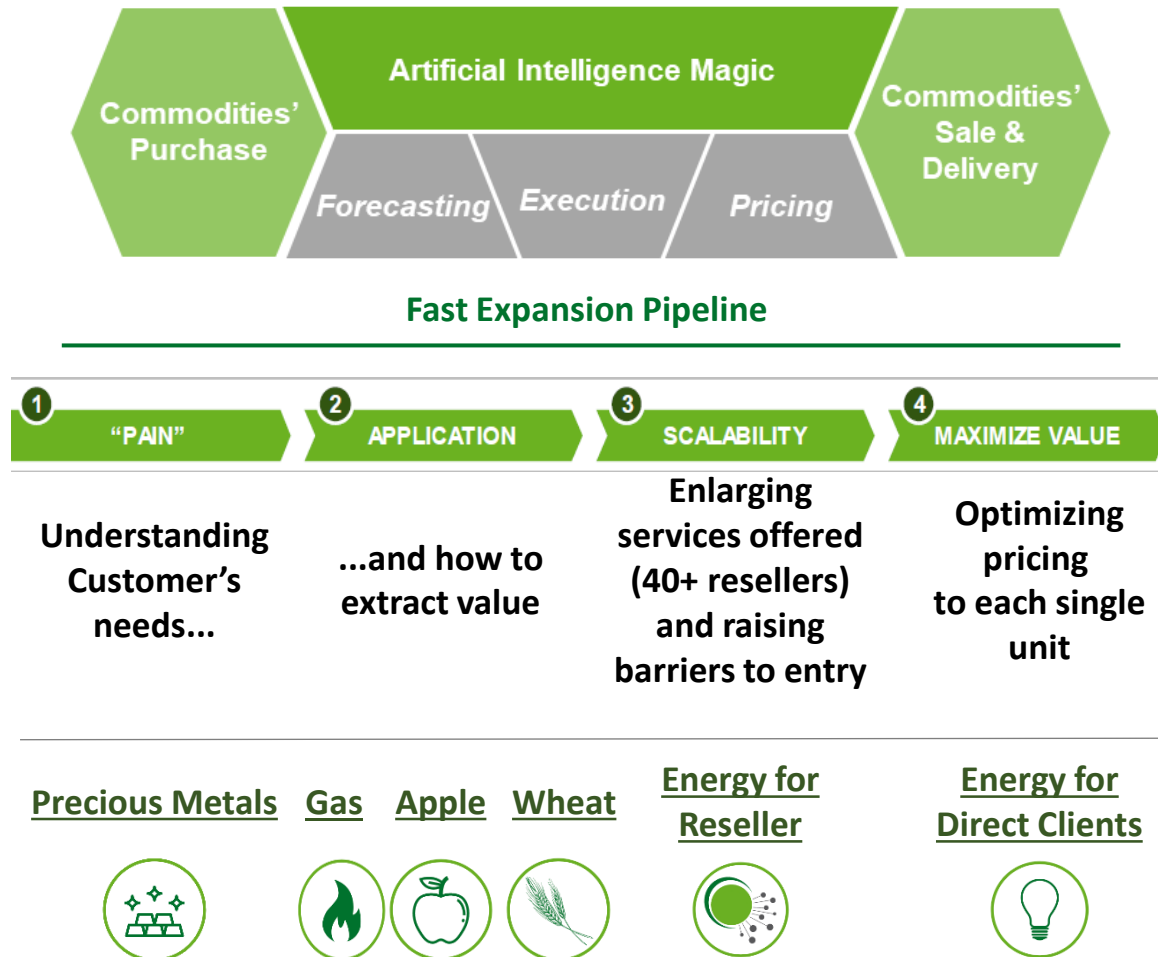 Artificial Intelligence Magic
Commodities’
Purchase
Commodities’
Sale &
Delivery
Forecasting
Execution
Pricing
Fast Expansion Pipeline
1
“PAIN”
2
APPLICATION
3
SCALABILITY
4
MAXIMIZE VALUE
Understanding
Customer’s
needs...
...and how to
extract value
Enlarging
services offered
(40+ resellers)
and raising
barriers to entry
Optimizing
pricing
to each single
unit
Precious Metals
Gas
Apple
Wheat
Energy for
Reseller
Energy for
Direct Clients